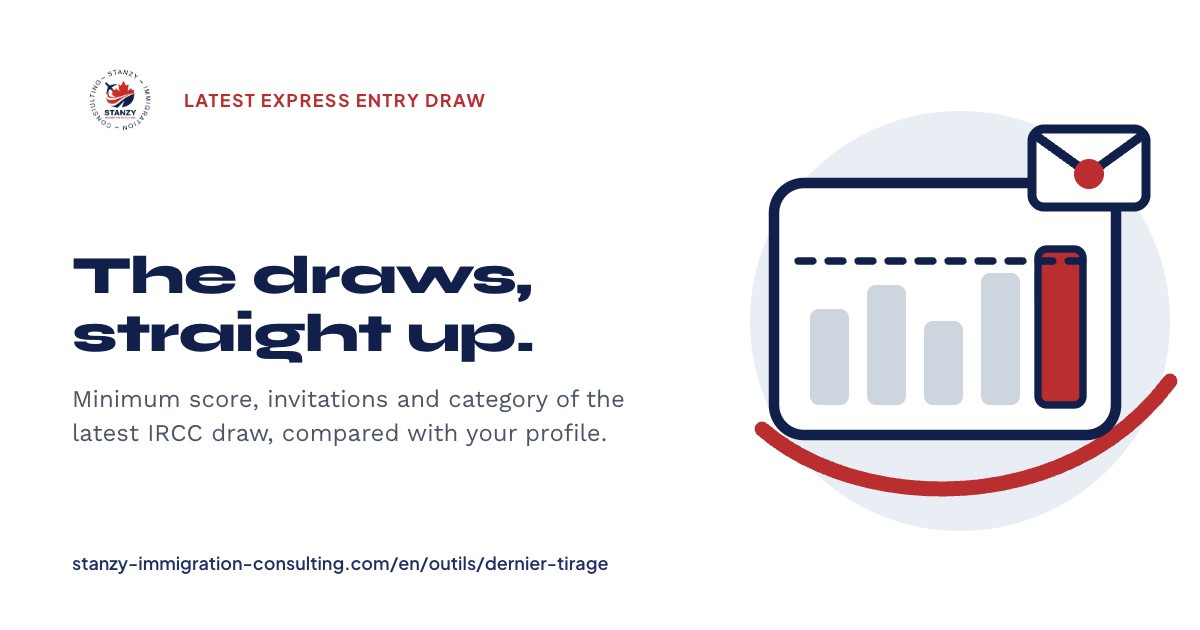 STANZY – IMMIGRATION – CONSULTING –
STANZY
LATEST EXPRESS ENTRY DRAW
The draws,
straight up.
Minimum score, invitations and category of the
latest IRCC draw, compared with your profile.
stanzy-immigration-consulting.com/en/outils/dernier-tirage